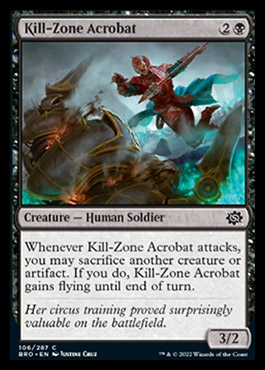 Kill-Zone Acrobat 2
Creature — Human Soldier
Whenever Kill-Zone Acrobat attacks,
you may sacrifice another creature or
artifact. If you do, Kill-Zone Acrobat
gains flying until end of turn.
Her circus training proved surprisingly
valuable on the battlefield.
3/2
106/287 C
BRO • EN Justine Cruz ™ & © 2022 Wizards of the Coast